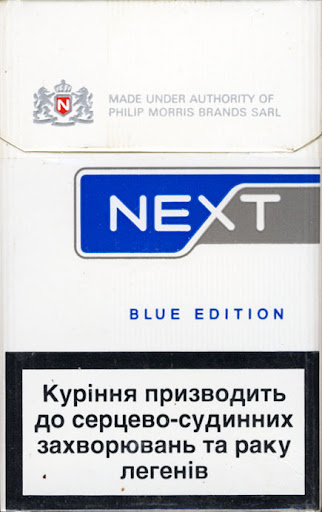 N
MADE UNDER AUTHORITY OF
PHILIP MORRIS BRANDS SARL
NEXT
BLUE EDITION
Куріння призводить
до серцево-судинних
захворювань та раку
легенів